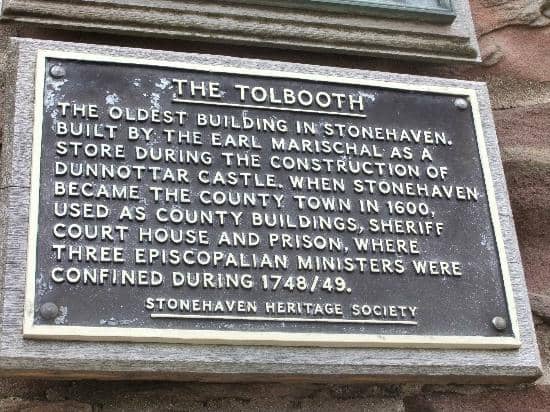 THE TOLBOOTH
THE OLDEST BUILDING IN STONEHAVEN.
BUILT BY THE EARL MARISCHAL AS A
STORE DURING THE CONSTRUCTION OF
DUNNOTTAR CASTLE. WHEN STONEHAVEN
BECAME THE COUNTY TOWN IN 1600,
USED AS COUNTY BUILDINGS, SHERIFF
COURT HOUSE AND PRISON, WHERE
THREE EPISCOPALIAN MINISTERS WERE
CONFINED DURING 1748/49.
STONEHAVEN HERITAGE SOCIETY